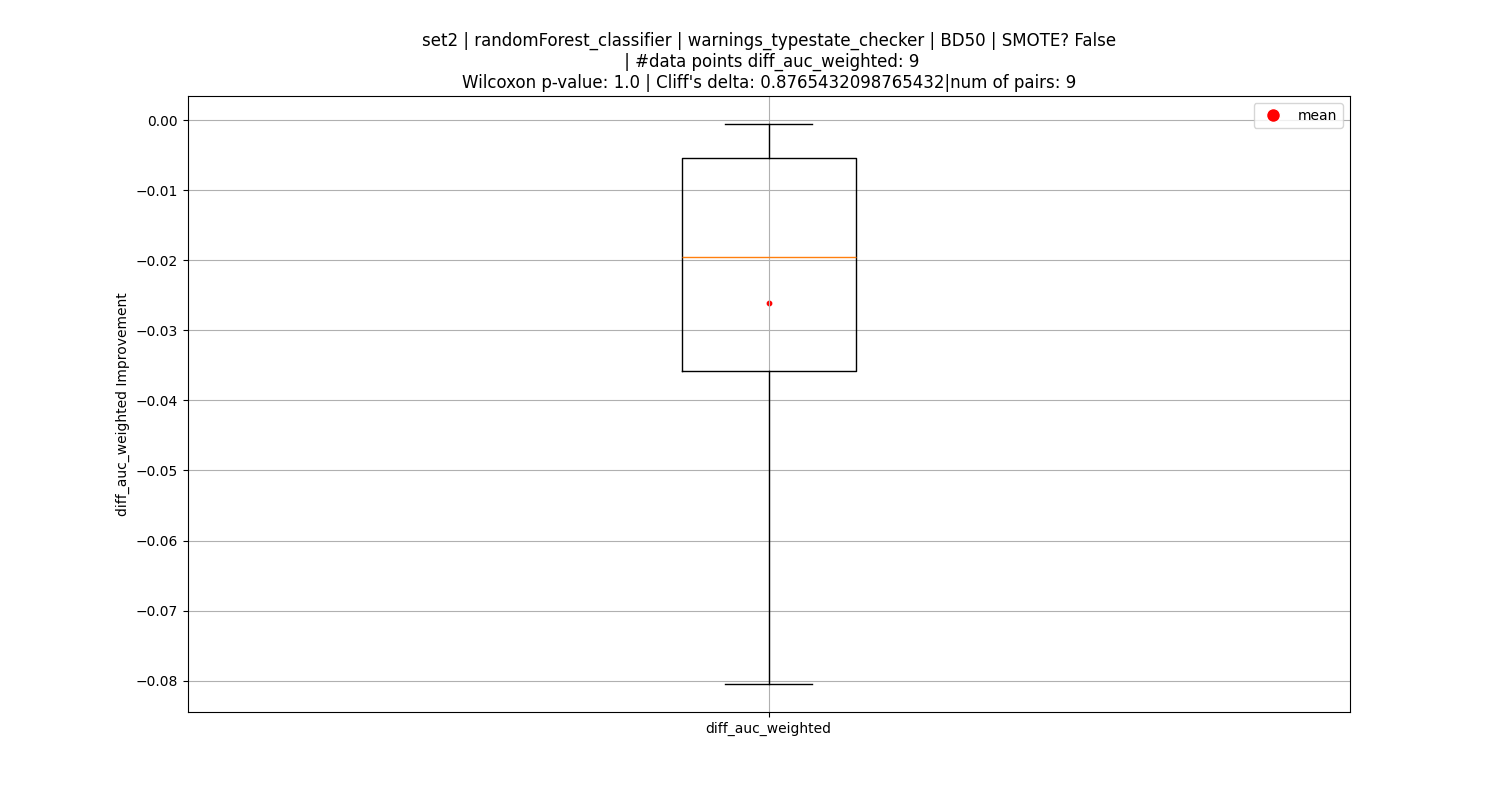 set2 | randomForest_classifier | warnings_typestate_checker | BD50 | SMOTE? False
| #data points diff_auc_weighted: 9
Wilcoxon p-value: 1.0 | Cliff's delta: 0.8765432098765432|num of pairs: 9
mean
0.00
−0.01
−0.02
−0.03
−0.04
−0.05
−0.06
−0.07
−0.08
diff_auc_weighted Improvement
diff_auc_weighted